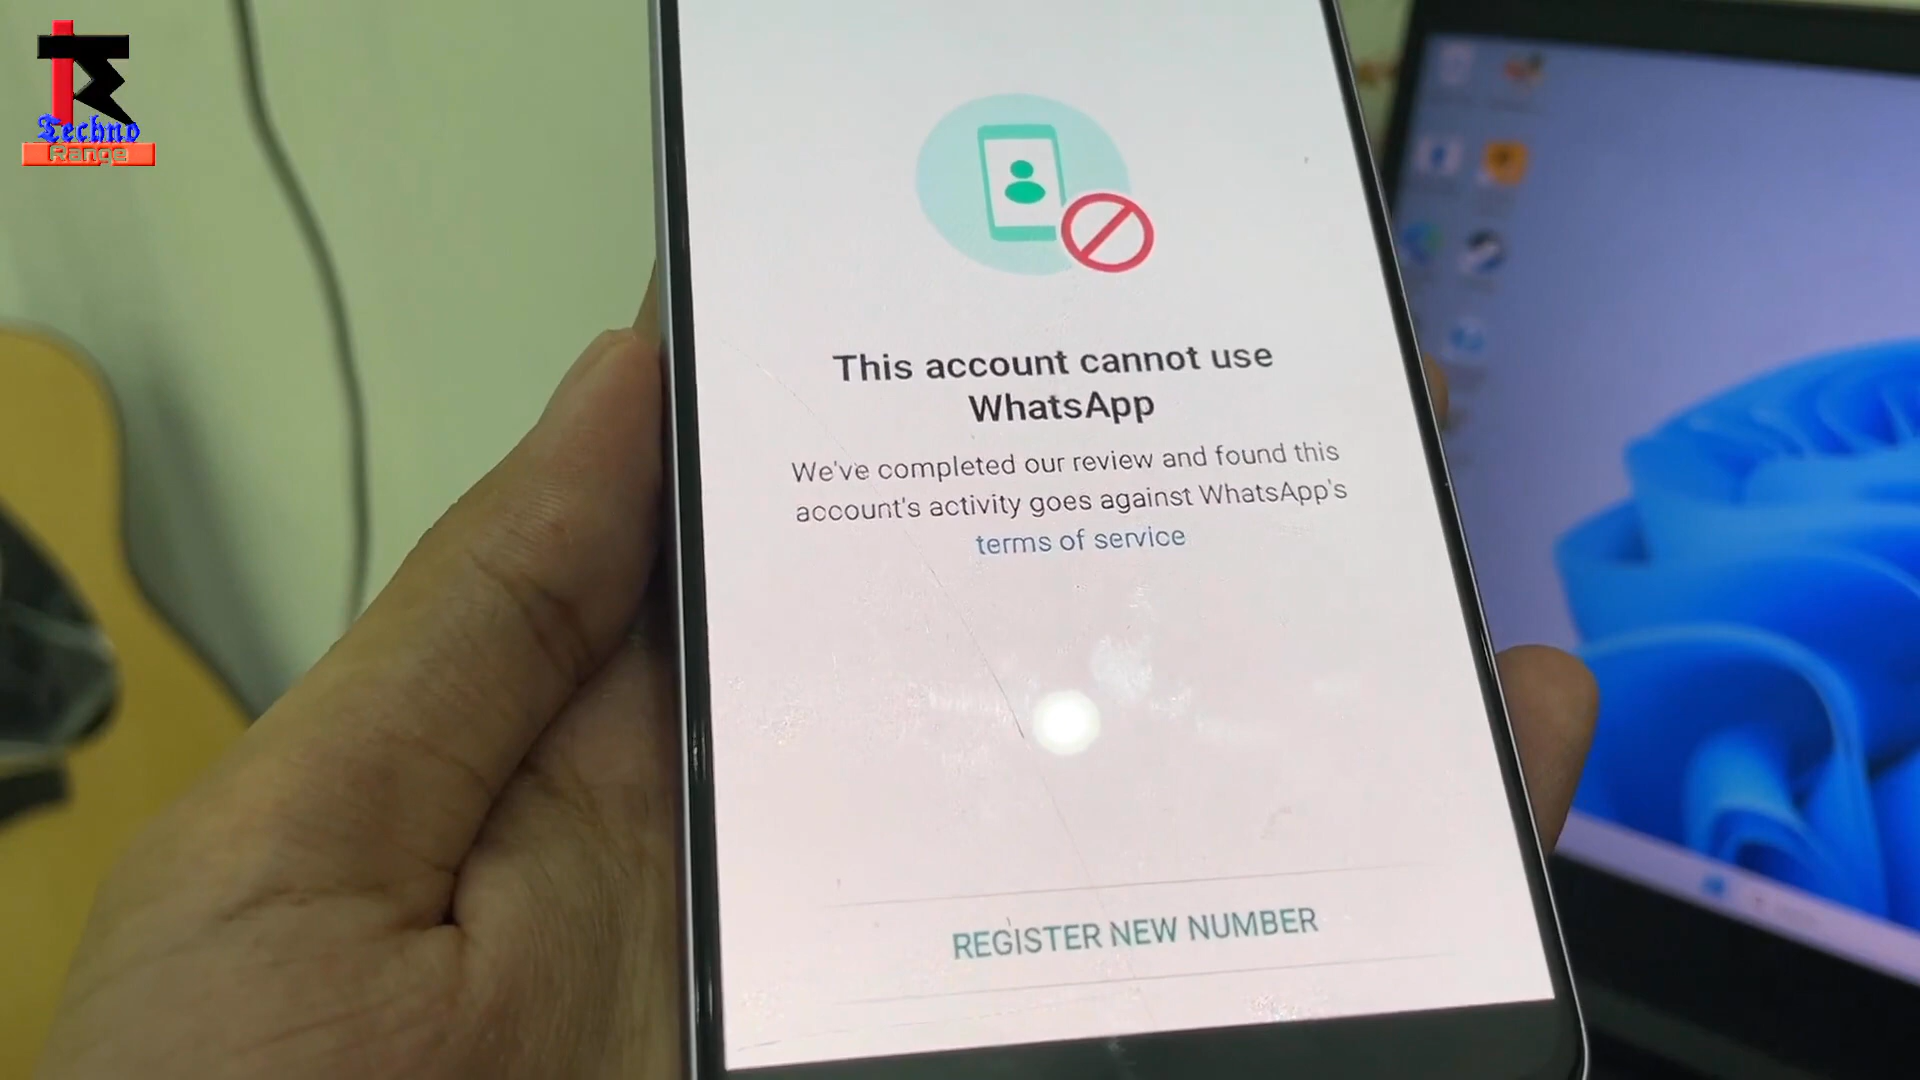 Techno
Range
This account cannot use
WhatsApp
We've completed our review and found this
account's activity goes against WhatsApp's
terms of service
REGISTER NEW NUMBER